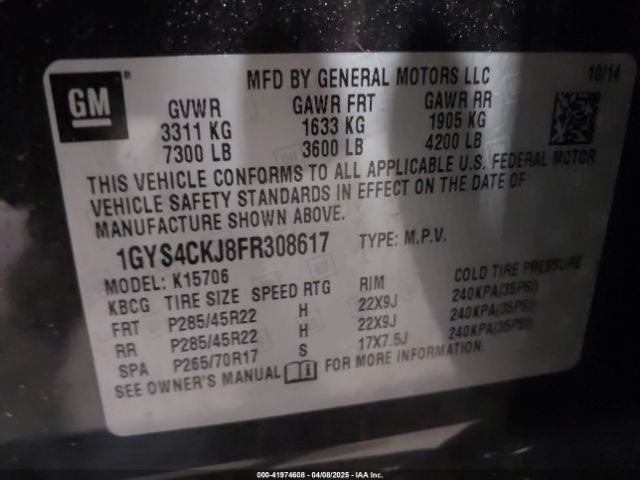 GM ®
MFD BY GENERAL MOTORS LLC 10/14
GVWR GAWR FRT GAWR RR
3311 KG 1633 KG 1905 KG
7300 LB 3600 LB 4200 LB
THIS VEHICLE CONFORMS TO ALL APPLICABLE U.S. FEDERAL MOTOR
VEHICLE SAFETY STANDARDS IN EFFECT ON THE DATE OF
MANUFACTURE SHOWN ABOVE.
1GYS4CKJ8FR308617 TYPE: M.P.V.
MODEL: K15706
KBCG TIRE SIZE SPEED RTG RIM COLD TIRE PRESSURE
FRT P285/45R22 H 22X9J 240KPA(35PSI)
RR P285/45R22 H 22X9J 240KPA(35PSI)
SPA P265/70R17 S 17X7.5J 240KPA(35PSI)
SEE OWNER'S MANUAL i FOR MORE INFORMATION.
000-41974608 | 04/08/2025 | IAA, Inc.